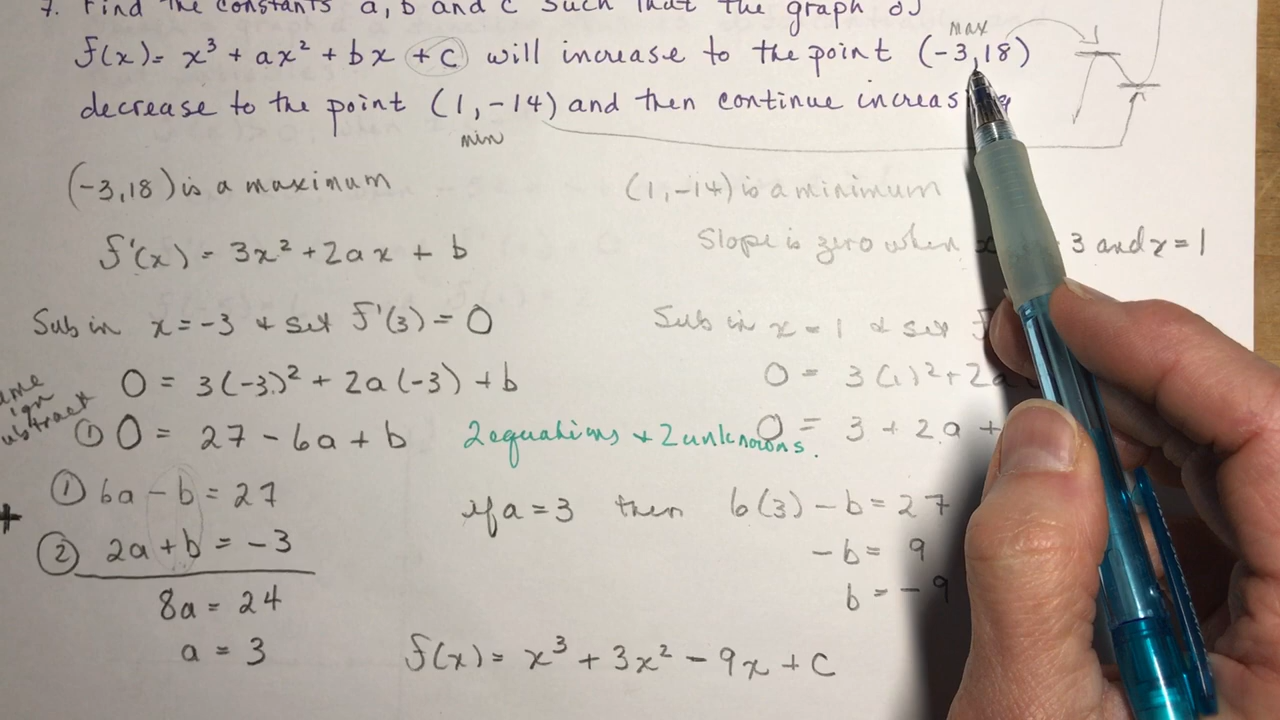 7. Find the constants a, b and c such that the graph of
max
f(x) = x³ + ax² + bx + c will increase to the point (-3,18)
decrease to the point (1, -14) and then continue
min
(-3,18) is a maximum
(1,-14) is a minimum
f'(x) = 3x² + 2ax + b
Slope is zero when 3 and x = 1
Sub in x = -3 + set f'(3) = 0
Sub in x = 1 + set
0 = 3(-3)² + 2a(-3) + b
0 = 3(1)² + 2a
① 0 = 27 - 6a + b
2 equations + 2 unknowns.
0 = 3 + 2a +
① 6a - b = 27
if a = 3 then 6(3) - b = 27
+
② 2a + b = -3
-b = 9
8a = 24
b = -9
a = 3
f(x) = x³ + 3x² - 9x + c